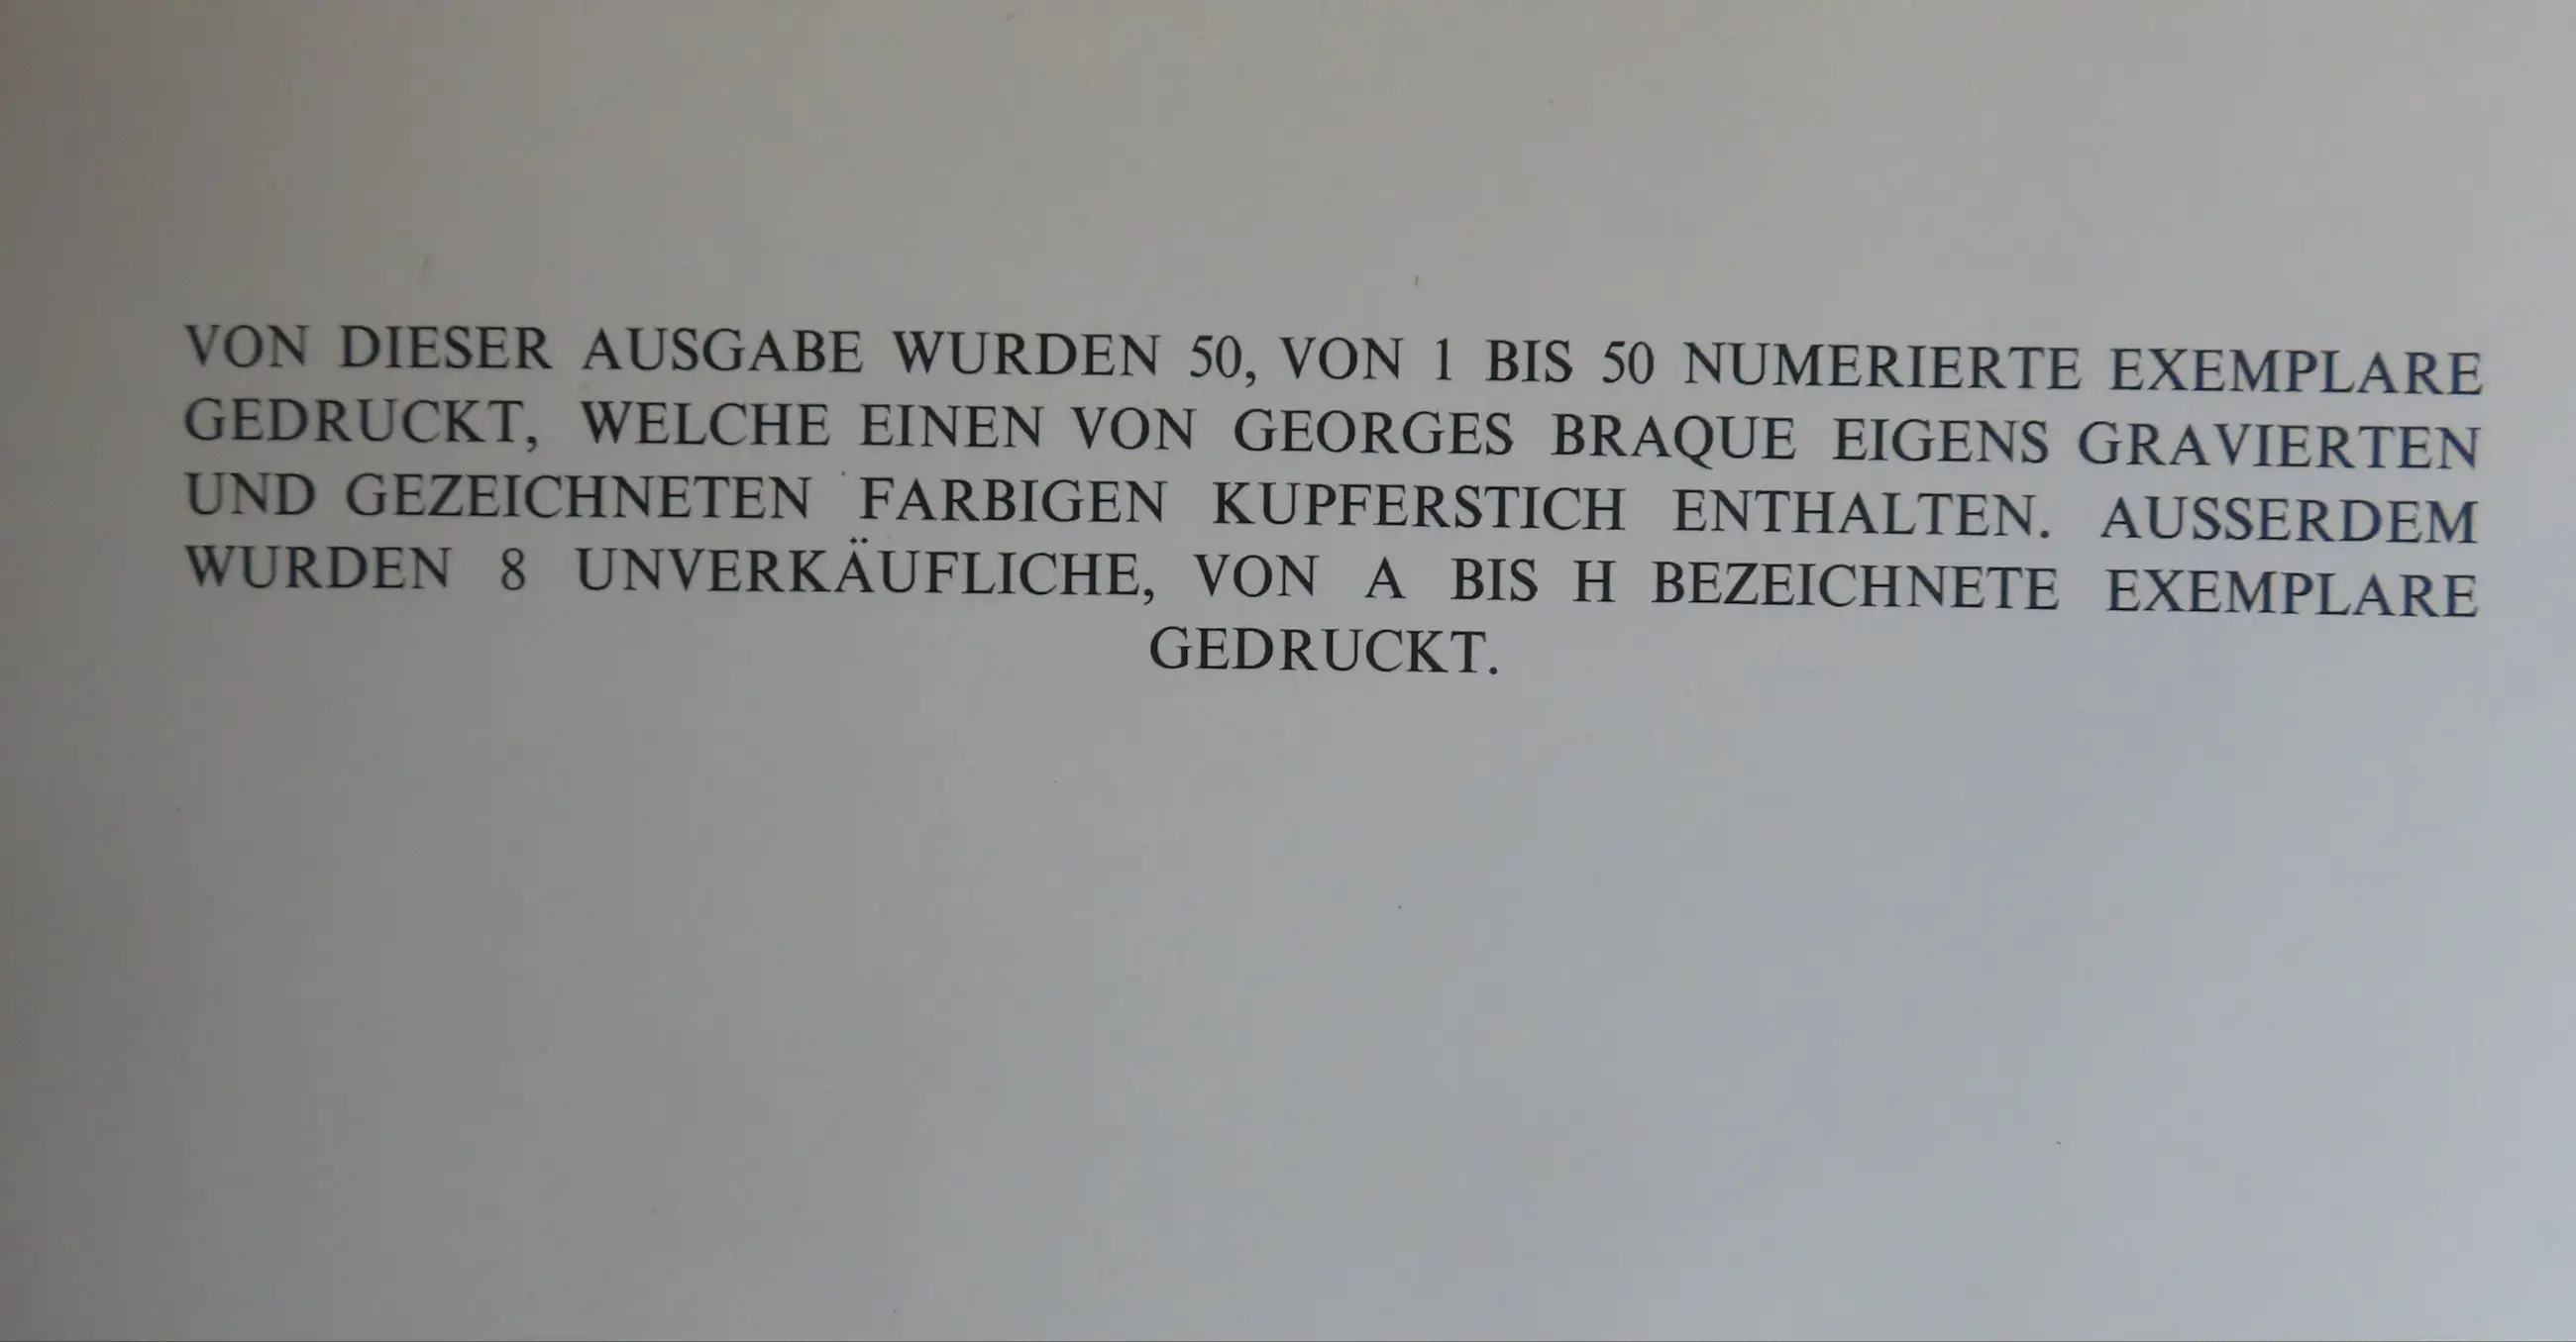 VON DIESER AUSGABE WURDEN 50, VON 1 BIS 50 NUMERIERTE EXEMPLARE
GEDRUCKT, WELCHE EINEN VON GEORGES BRAQUE EIGENS GRAVIERTEN
UND GEZEICHNETEN FARBIGEN KUPFERSTICH ENTHALTEN. AUSSERDEM
WURDEN 8 UNVERKÄUFLICHE, VON A BIS H BEZEICHNETE EXEMPLARE
GEDRUCKT.